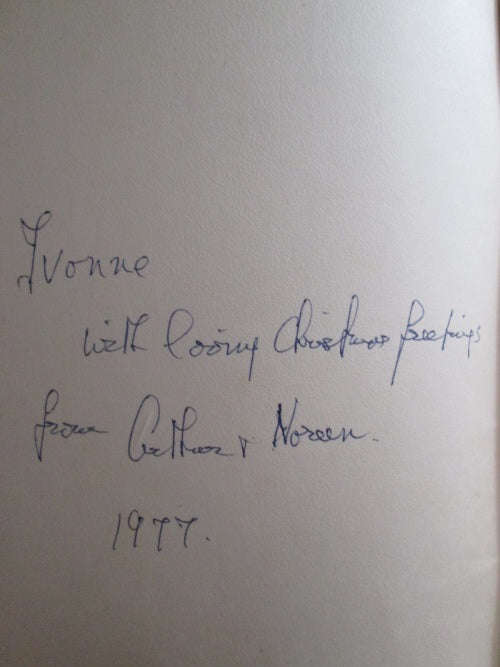 Yvonne
with loving Christmas greetings
from Arthur & Noreen.
1977.